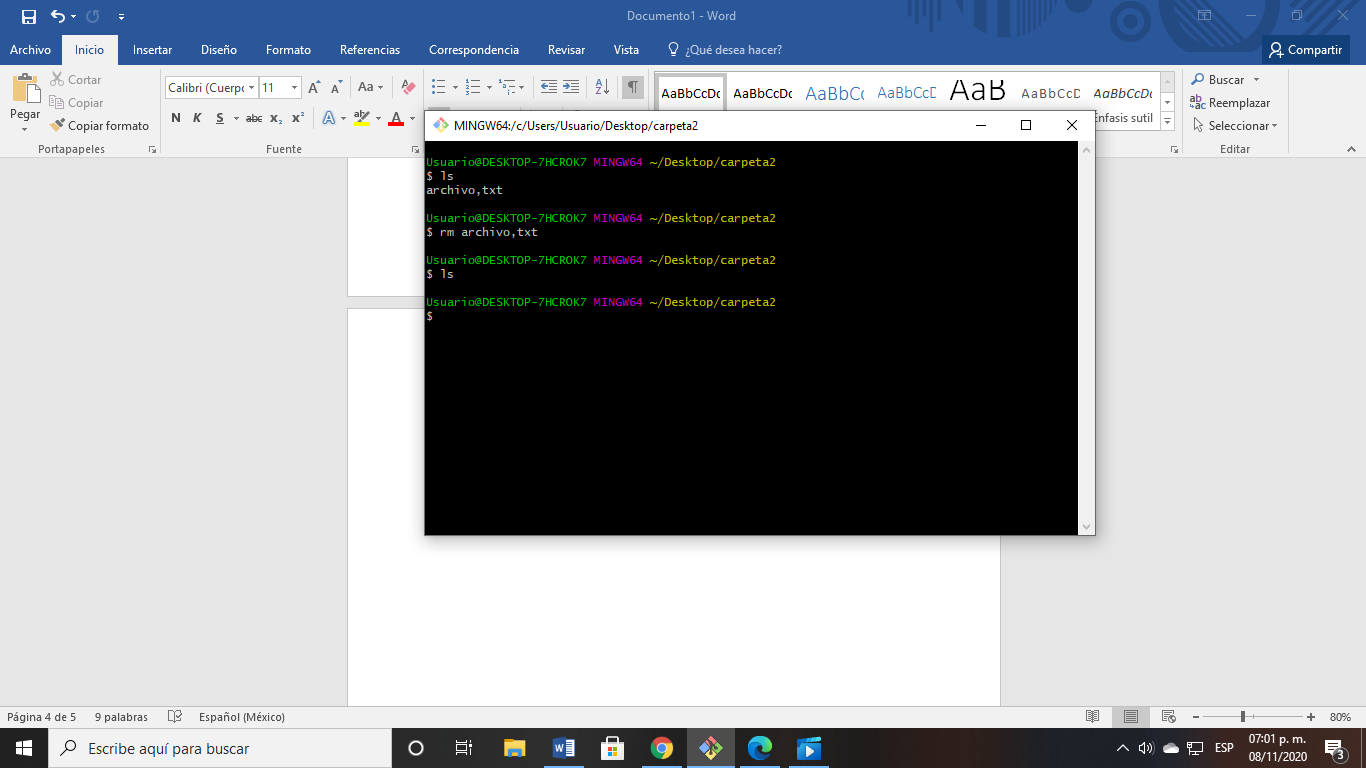 Documento1 - Word
Archivo Inicio Insertar Diseño Formato Referencias Correspondencia Revisar Vista ¿Qué desea hacer? Compartir
Pegar
Cortar
Copiar
Copiar formato
Portapapeles
Calibri (Cuerpo 11
N K S abc x₂ x²
Fuente
AaBbCcDc AaBbCcDc AaBbCc AaBbCcD AaB AaBbCcD AaBbCcDc
Énfasis sutil
Buscar
Reemplazar
Seleccionar
Editar
MINGW64:/c/Users/Usuario/Desktop/carpeta2
Usuario@DESKTOP-7HCROK7 MINGW64 ~/Desktop/carpeta2
$ ls
archivo,txt
Usuario@DESKTOP-7HCROK7 MINGW64 ~/Desktop/carpeta2
$ rm archivo,txt
Usuario@DESKTOP-7HCROK7 MINGW64 ~/Desktop/carpeta2
$ ls
Usuario@DESKTOP-7HCROK7 MINGW64 ~/Desktop/carpeta2
$
Página 4 de 5 9 palabras Español (México) 80%
Escribe aquí para buscar
ESP
07:01 p. m.
08/11/2020
3